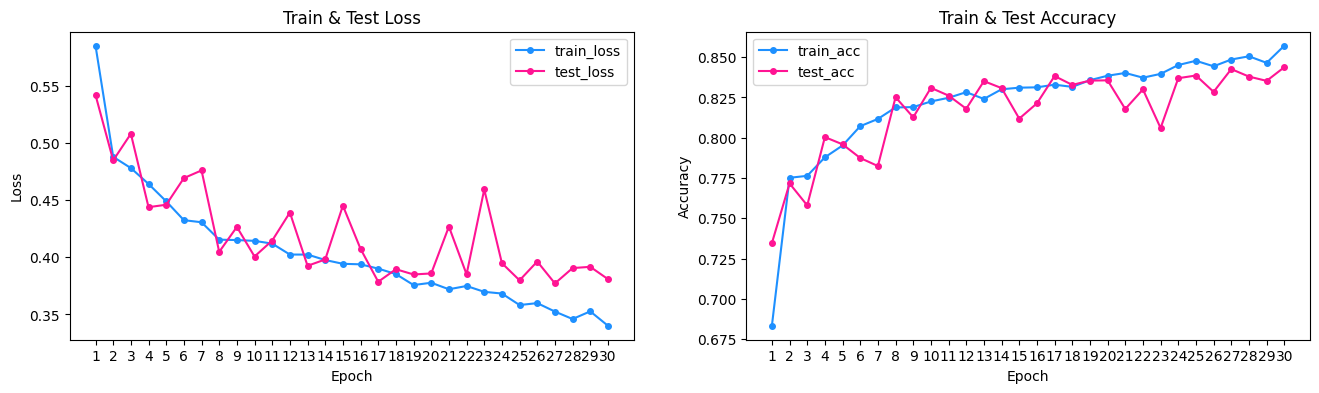 Train & Test Loss
train_loss
test_loss
Loss
0.55
0.50
0.45
0.40
0.35
1 2 3 4 5 6 7 8 9 10 11 12 13 14 15 16 17 18 19 20 21 22 23 24 25 26 27 28 29 30
Epoch
Train & Test Accuracy
train_acc
test_acc
Accuracy
0.850
0.825
0.800
0.775
0.750
0.725
0.700
0.675
1 2 3 4 5 6 7 8 9 10 11 12 13 14 15 16 17 18 19 20 21 22 23 24 25 26 27 28 29 30
Epoch